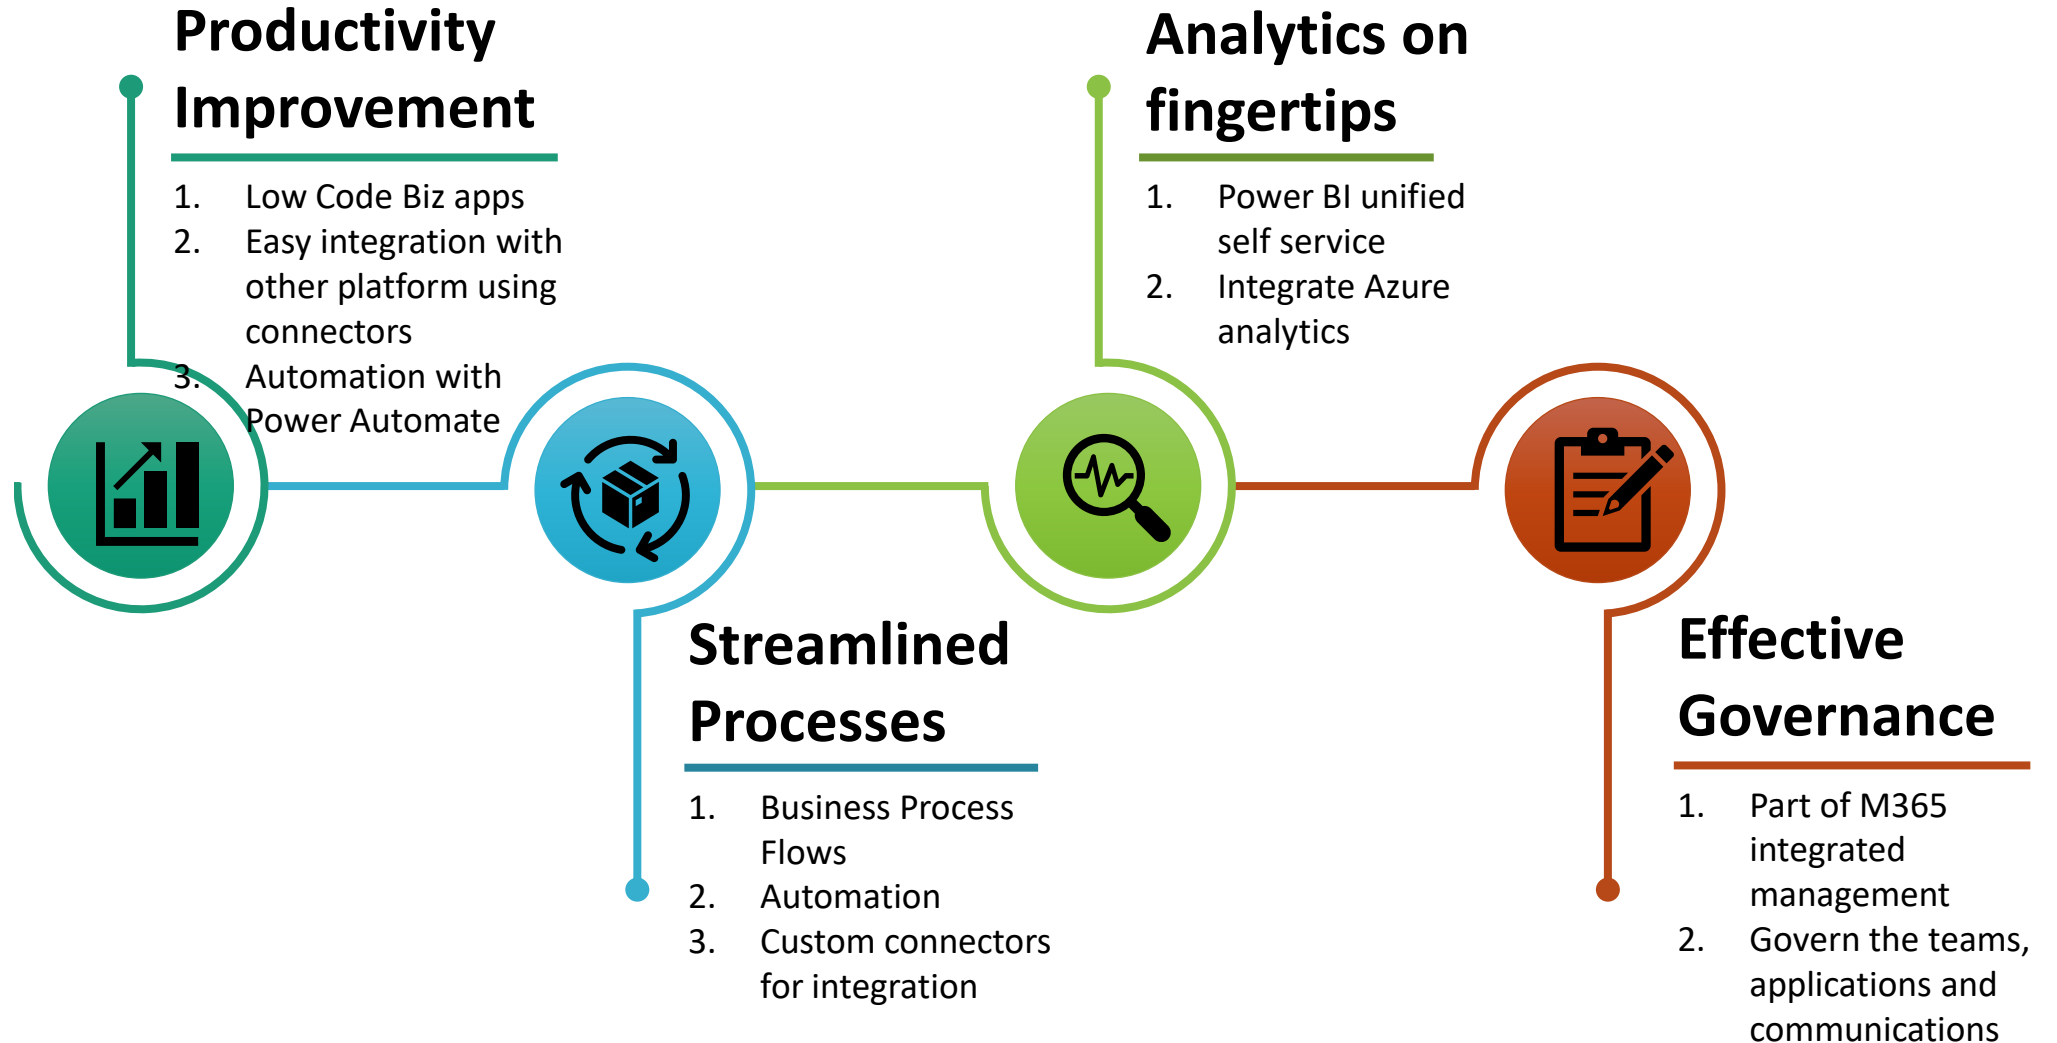 Productivity
Improvement
1. Low Code Biz apps
2. Easy integration with
other platform using
connectors
3. Automation with
Power Automate
Streamlined
Processes
1. Business Process
Flows
2. Automation
3. Custom connectors
for integration
Analytics on
fingertips
1. Power BI unified
self service
2. Integrate Azure
analytics
Effective
Governance
1. Part of M365
integrated
management
2. Govern the teams,
applications and
communications